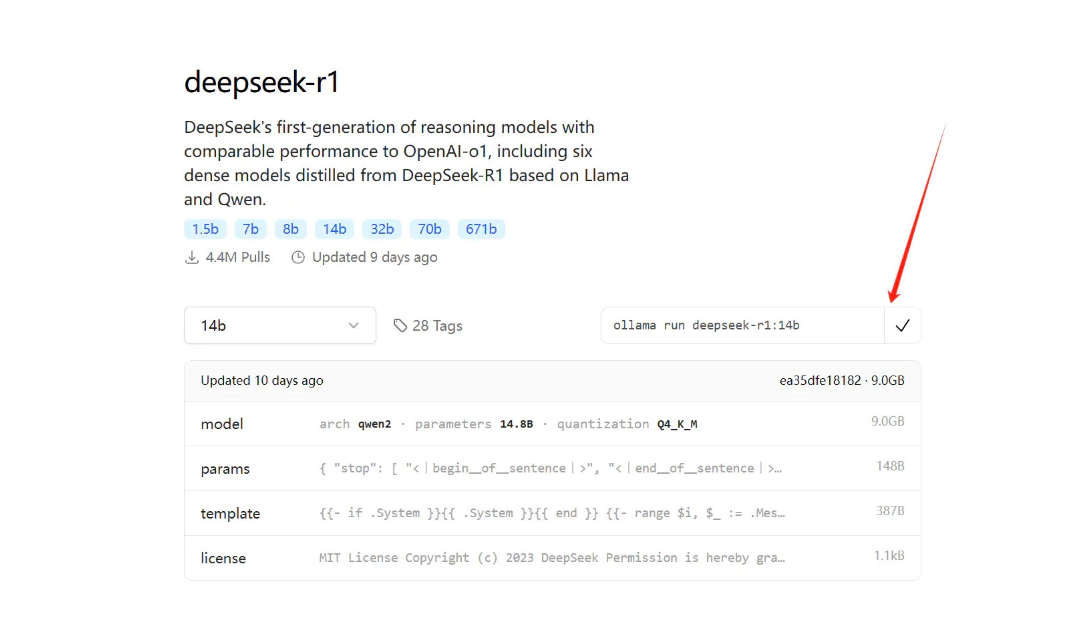 deepseek-r1
DeepSeek's first-generation of reasoning models with
comparable performance to OpenAI-o1, including six
dense models distilled from DeepSeek-R1 based on Llama
and Qwen.
1.5b 7b 8b 14b 32b 70b 671b
4.4M Pulls Updated 9 days ago
14b 28 Tags ollama run deepseek-r1:14b
Updated 10 days ago ea35dfe18182 · 9.0GB
model arch qwen2 · parameters 14.8B · quantization Q4_K_M 9.0GB
params { "stop": [ "<|begin__of__sentence|>", "<|end__of__sentence|>… 148B
template {{- if .System }}{{ .System }}{{ end }} {{- range $i, $_ := .Mes… 387B
license MIT License Copyright (c) 2023 DeepSeek Permission is hereby gra… 1.1kB